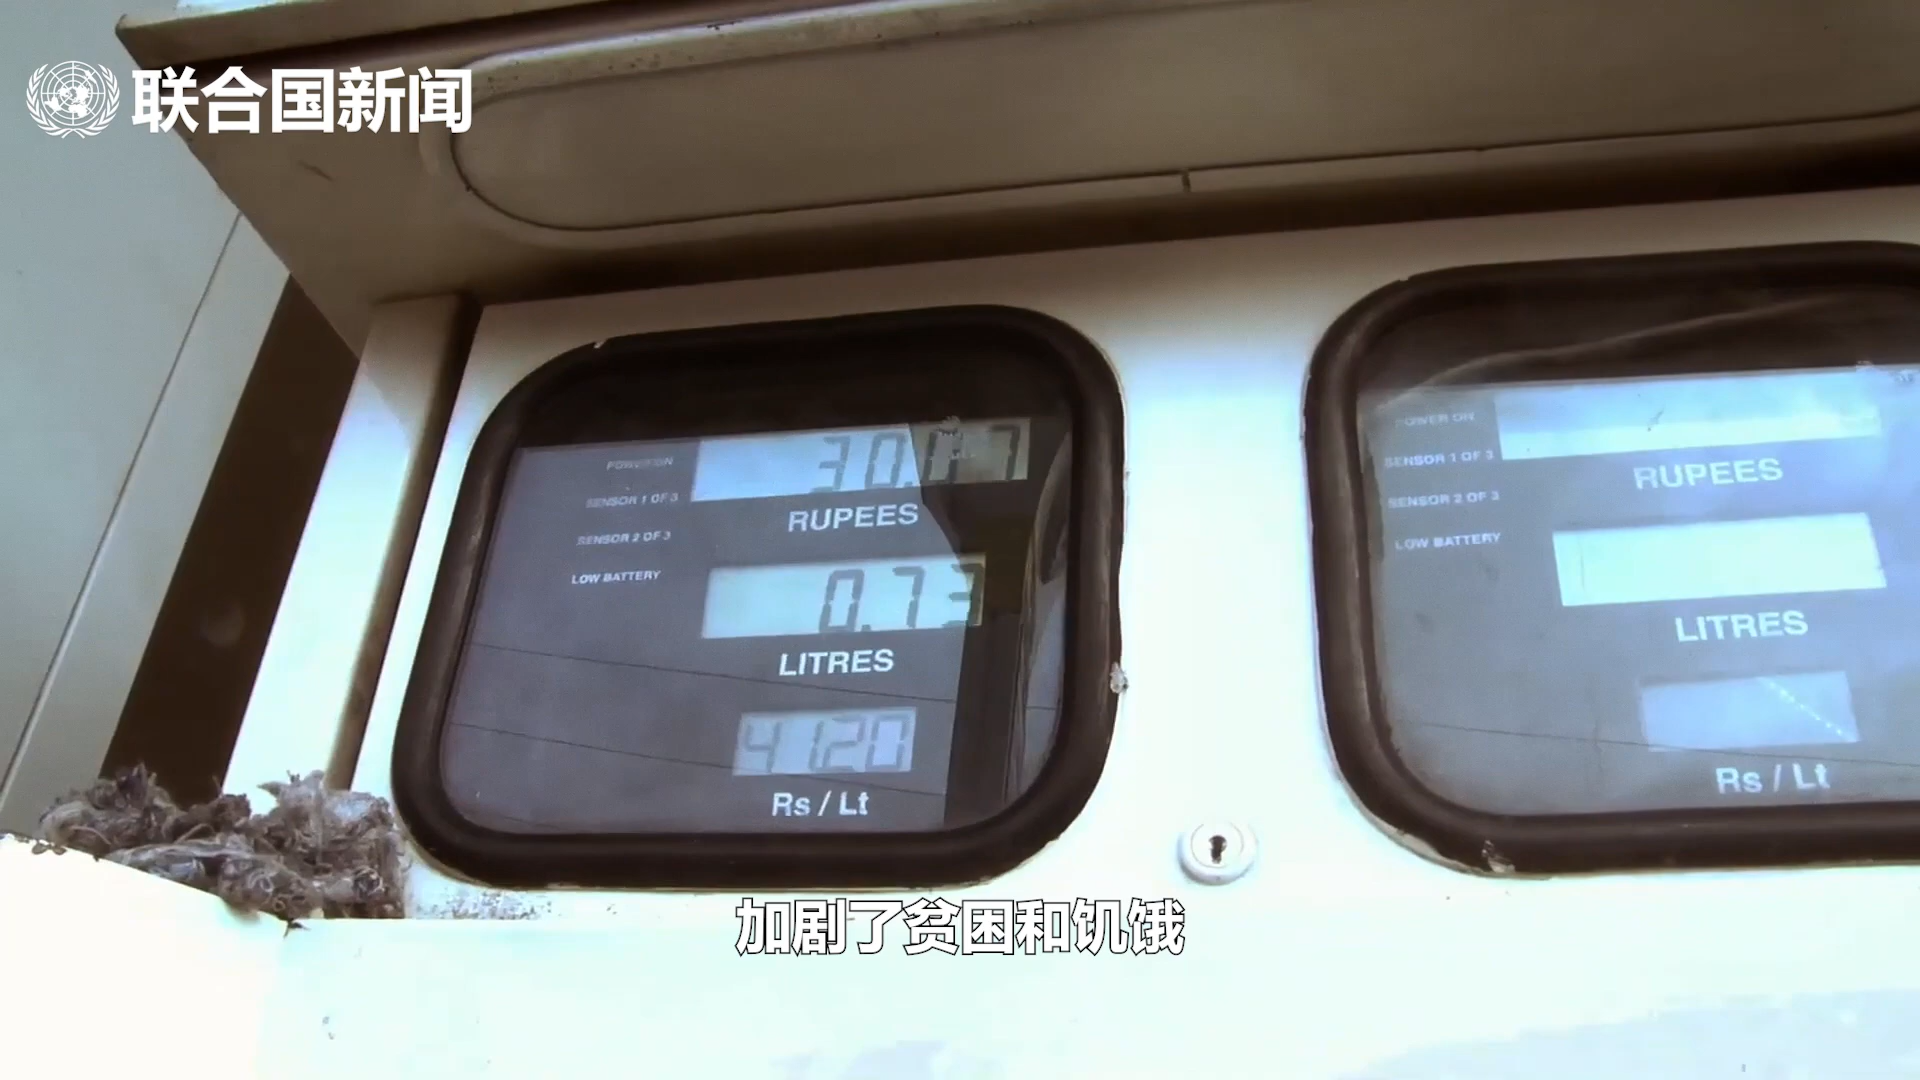 联合国新闻
POWER ON
30.07
SENSOR 1 OF 3
RUPEES
SENSOR 2 OF 3
0.73
LOW BATTERY
LITRES
41.20
Rs / Lt
POWER ON
SENSOR 1 OF 3
RUPEES
SENSOR 2 OF 3
LOW BATTERY
LITRES
Rs / Lt
加剧了贫困和饥饿